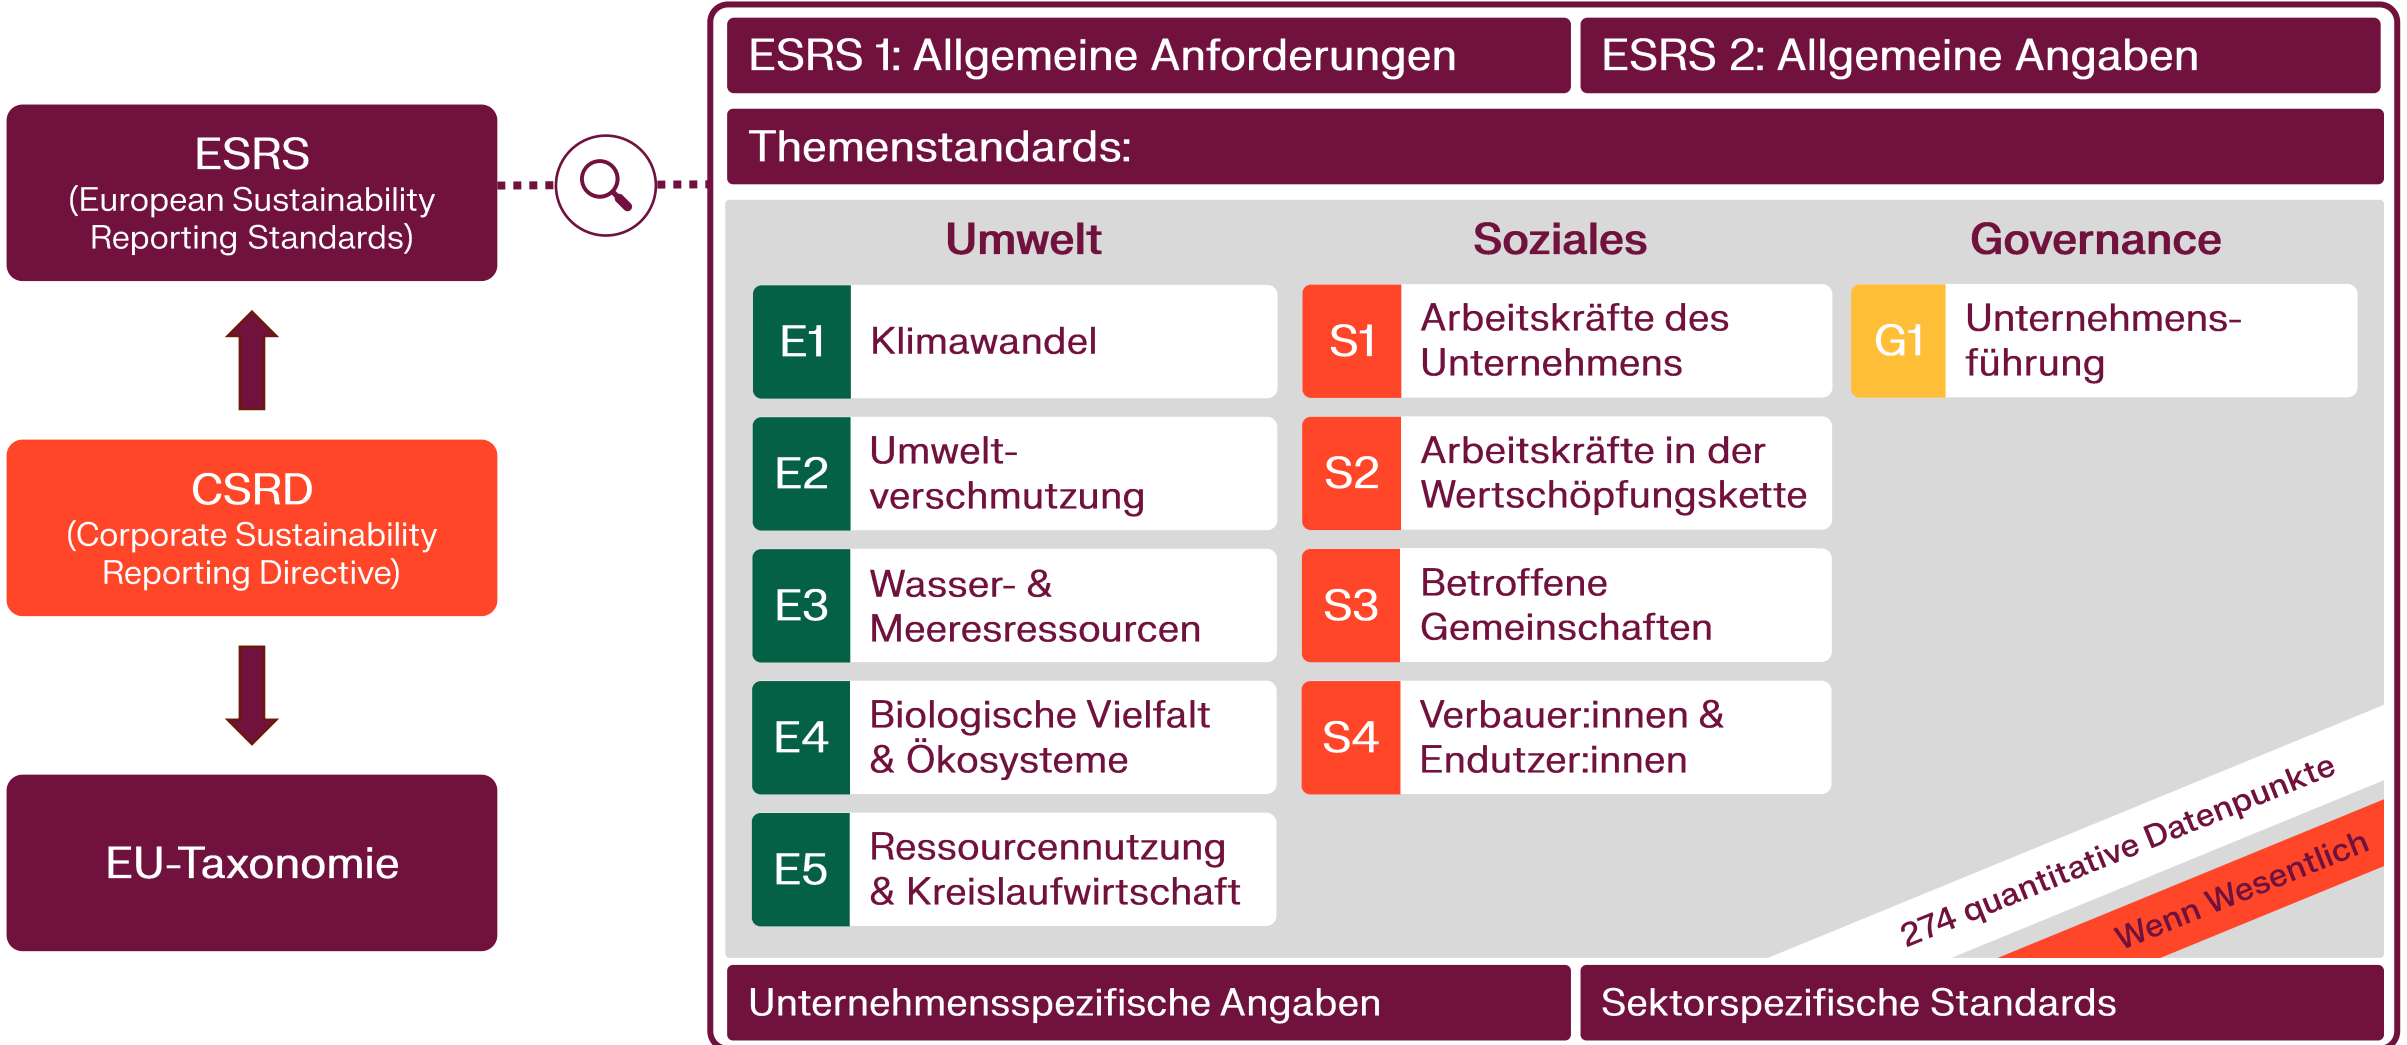 ESRS
(European Sustainability
Reporting Standards)
CSRD
(Corporate Sustainability
Reporting Directive)
EU-Taxonomie
ESRS 1: Allgemeine Anforderungen
ESRS 2: Allgemeine Angaben
Themenstandards:
Umwelt
E1
Klimawandel
E2
Umwelt-
verschmutzung
E3
Wasser- &
Meeresressourcen
E4
Biologische Vielfalt
& Ökosysteme
E5
Ressourcennutzung
& Kreislaufwirtschaft
Soziales
S1
Arbeitskräfte des
Unternehmens
S2
Arbeitskräfte in der
Wertschöpfungskette
S3
Betroffene
Gemeinschaften
S4
Verbauer:innen &
Endutzer:innen
Governance
G1
Unternehmens-
führung
274 quantitative Datenpunkte
Wenn Wesentlich
Unternehmensspezifische Angaben
Sektorspezifische Standards